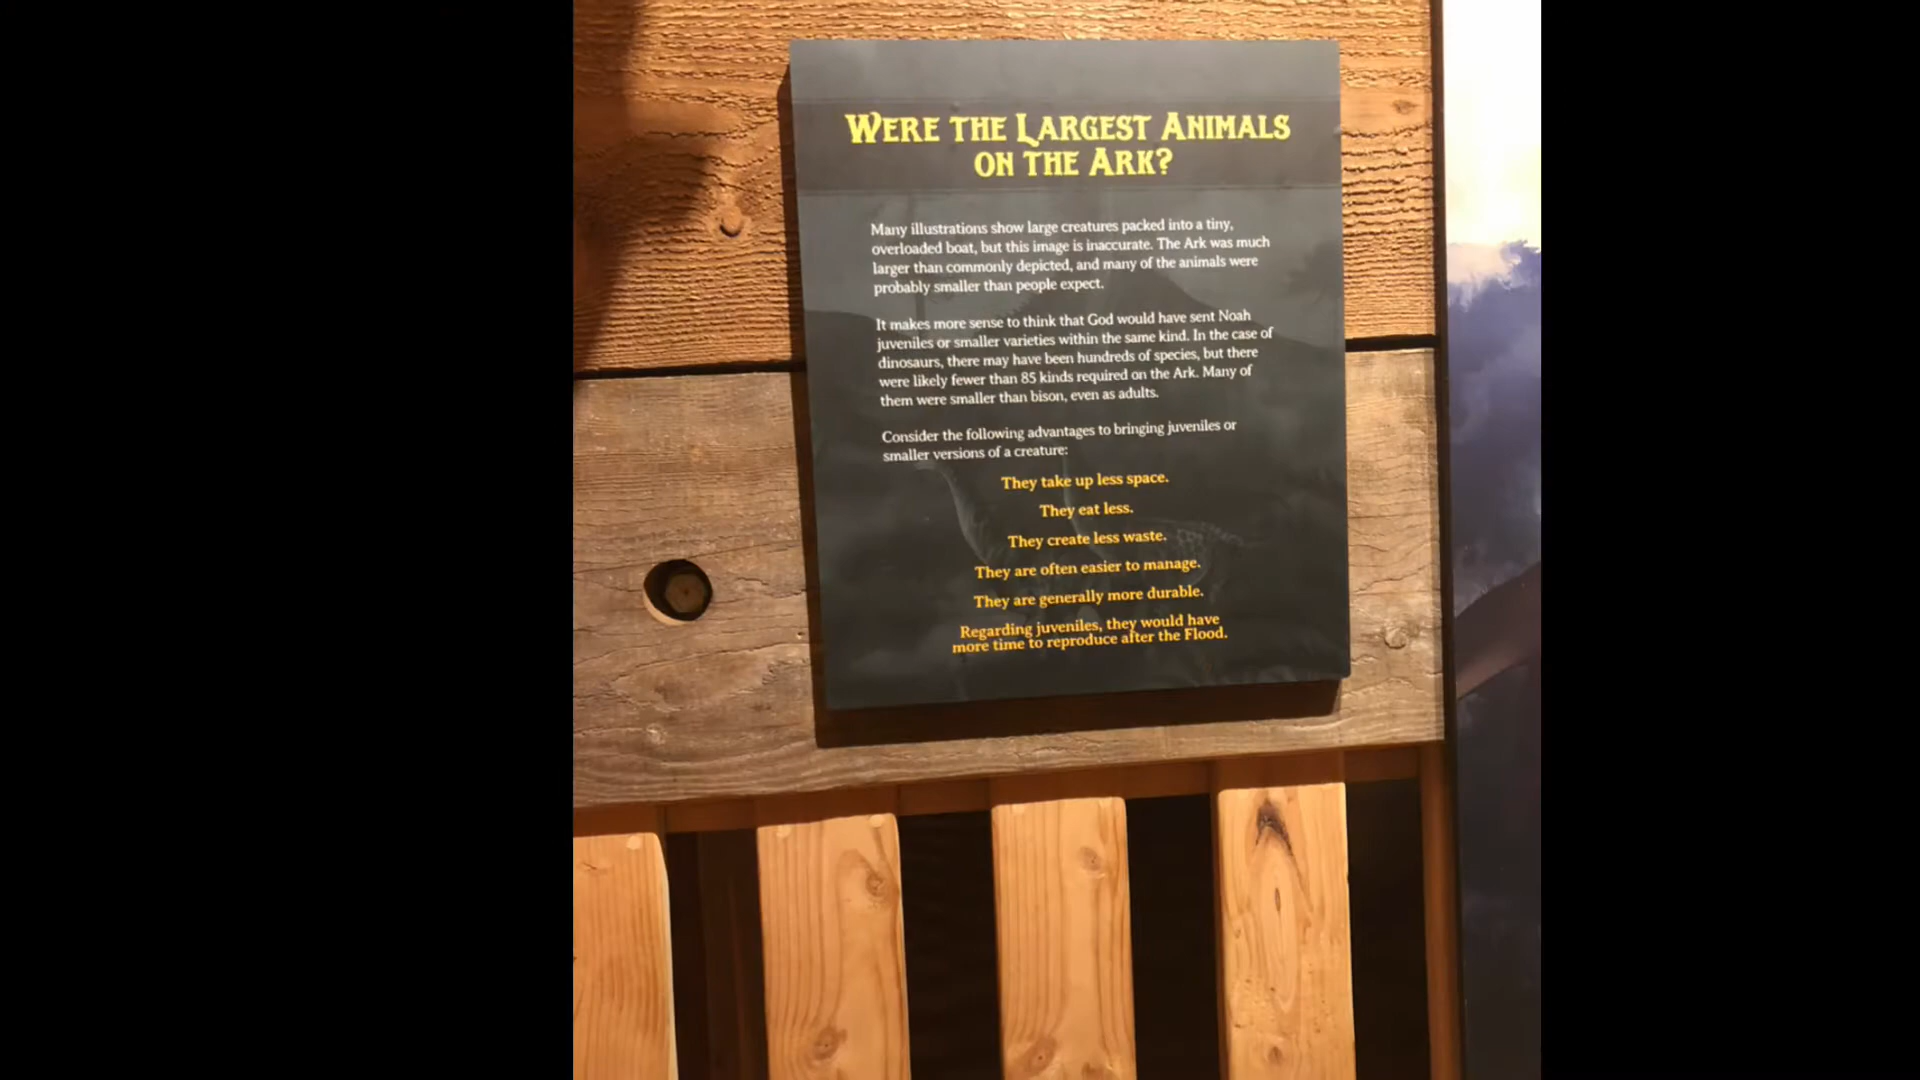 WERE THE LARGEST ANIMALS
ON THE ARK?
Many illustrations show large creatures packed into a tiny,
overloaded boat, but this image is inaccurate. The Ark was much
larger than commonly depicted, and many of the animals were
probably smaller than people expect.
It makes more sense to think that God would have sent Noah
juveniles or smaller varieties within the same kind. In the case of
dinosaurs, there may have been hundreds of species, but there
were likely fewer than 85 kinds required on the Ark. Many of
them were smaller than bison, even as adults.
Consider the following advantages to bringing juveniles or
smaller versions of a creature:
They take up less space.
They eat less.
They create less waste.
They are often easier to manage.
They are generally more durable.
Regarding juveniles, they would have
more time to reproduce after the Flood.